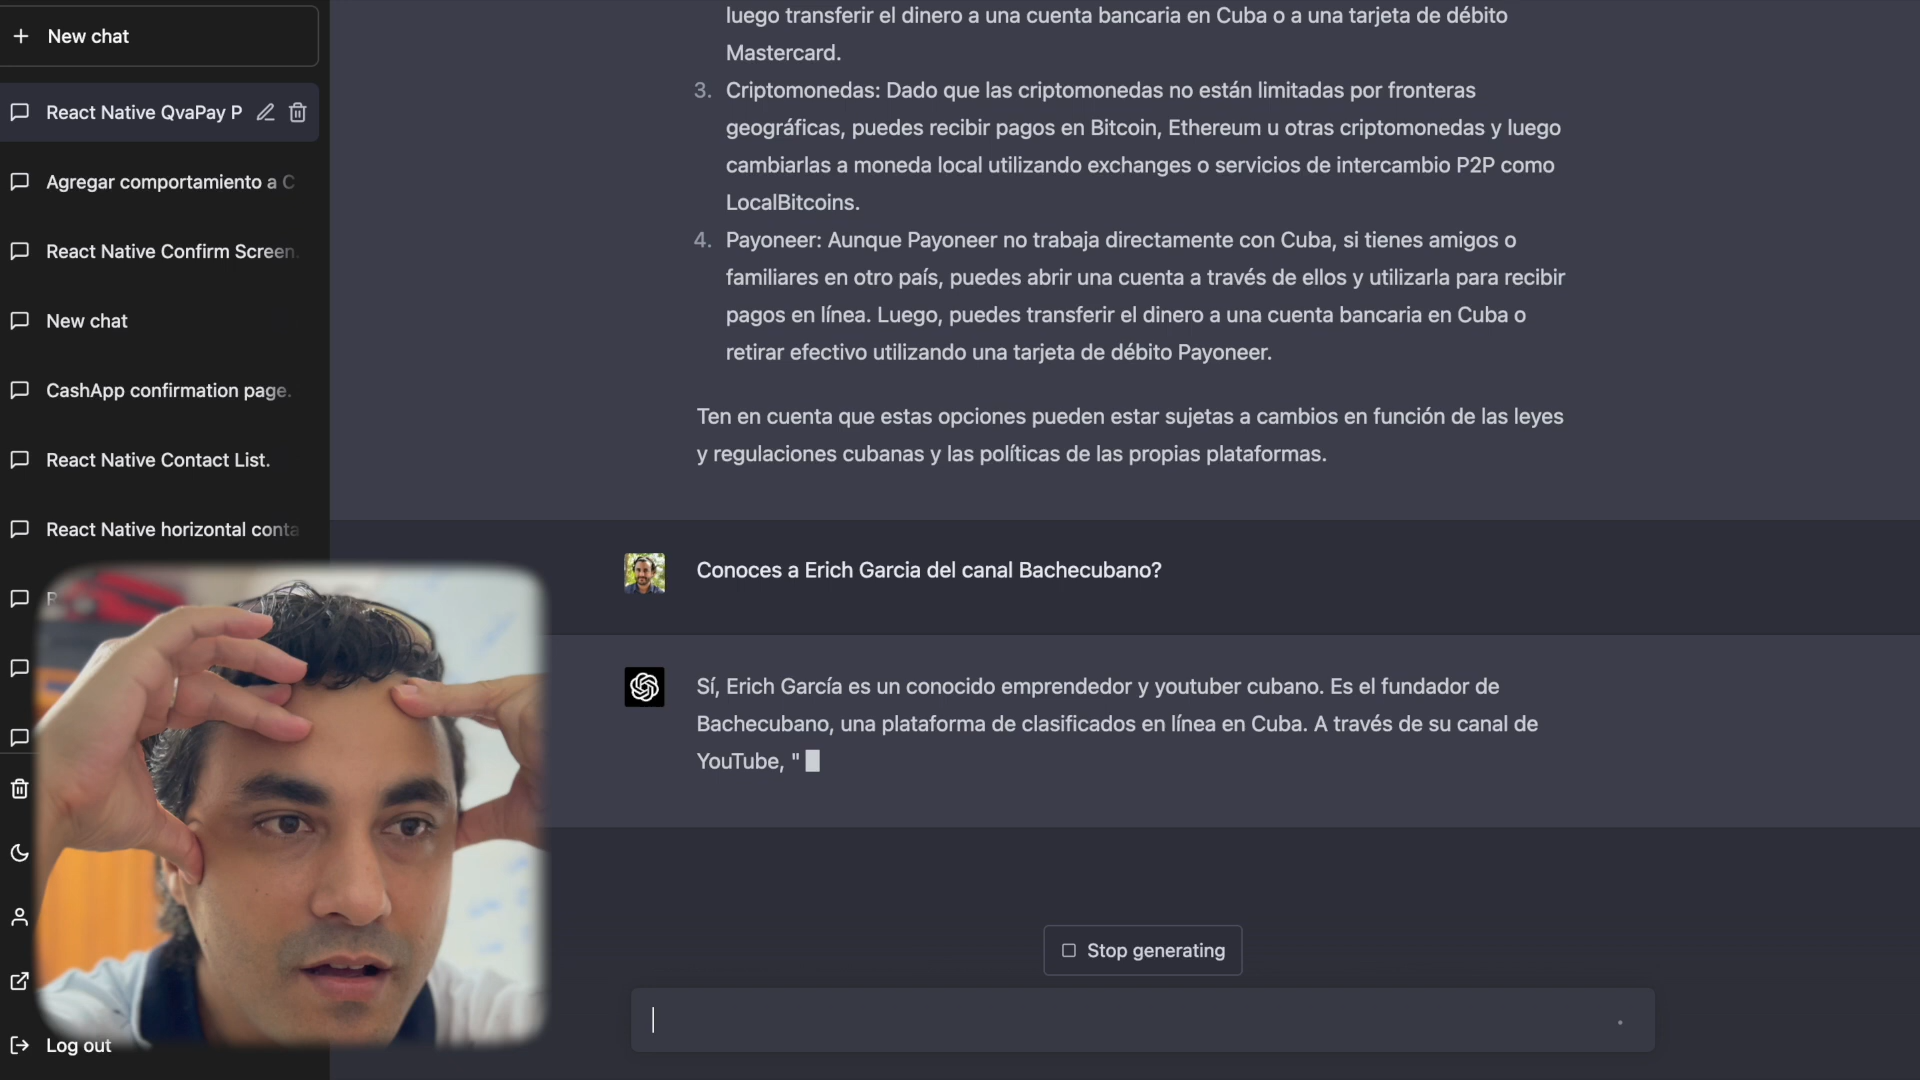 New chat
React Native QvaPay P
Agregar comportamiento a C
React Native Confirm Screen.
New chat
CashApp confirmation page.
React Native Contact List.
React Native horizontal conta
Log out
luego transferir el dinero a una cuenta bancaria en Cuba o a una tarjeta de débito
Mastercard.
3. Criptomonedas: Dado que las criptomonedas no están limitadas por fronteras
geográficas, puedes recibir pagos en Bitcoin, Ethereum u otras criptomonedas y luego
cambiarlas a moneda local utilizando exchanges o servicios de intercambio P2P como
LocalBitcoins.
4. Payoneer: Aunque Payoneer no trabaja directamente con Cuba, si tienes amigos o
familiares en otro país, puedes abrir una cuenta a través de ellos y utilizarla para recibir
pagos en línea. Luego, puedes transferir el dinero a una cuenta bancaria en Cuba o
retirar efectivo utilizando una tarjeta de débito Payoneer.
Ten en cuenta que estas opciones pueden estar sujetas a cambios en función de las leyes
y regulaciones cubanas y las políticas de las propias plataformas.
Conoces a Erich Garcia del canal Bachecubano?
Sí, Erich García es un conocido emprendedor y youtuber cubano. Es el fundador de
Bachecubano, una plataforma de clasificados en línea en Cuba. A través de su canal de
YouTube, "
Stop generating